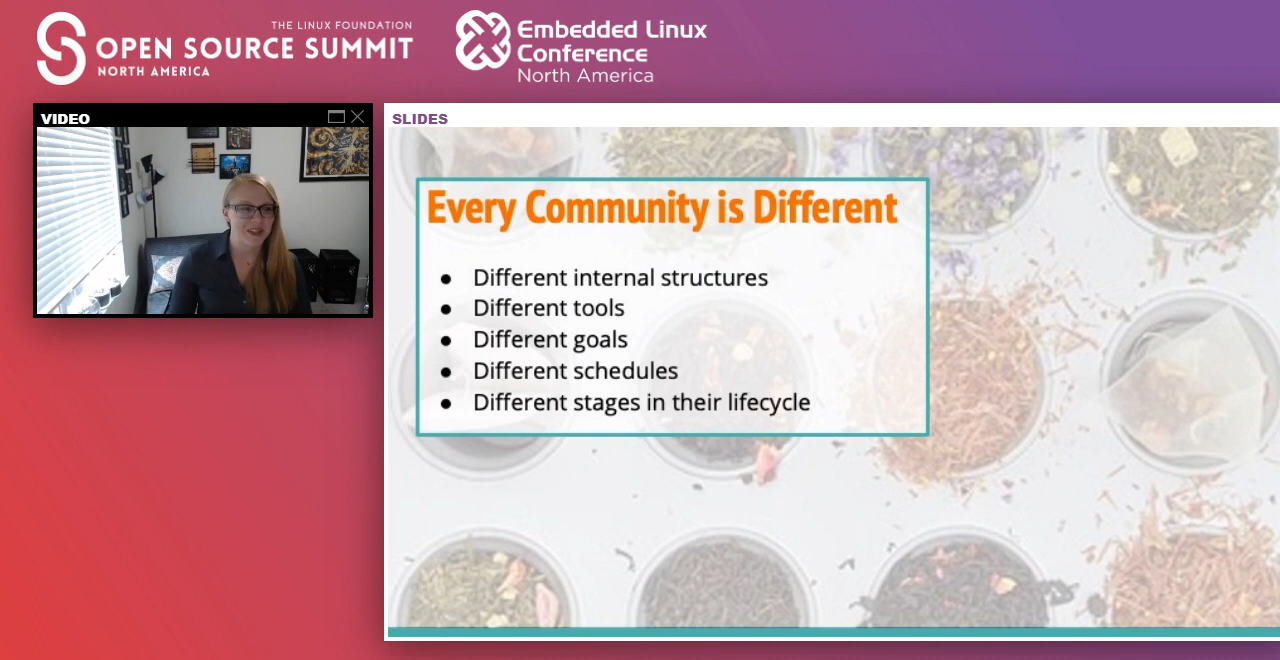 THE LINUX FOUNDATION
OPEN SOURCE SUMMIT
NORTH AMERICA
Embedded Linux
Conference
North America
VIDEO
SLIDES
Every Community is Different
● Different internal structures
● Different tools
● Different goals
● Different schedules
● Different stages in their lifecycle